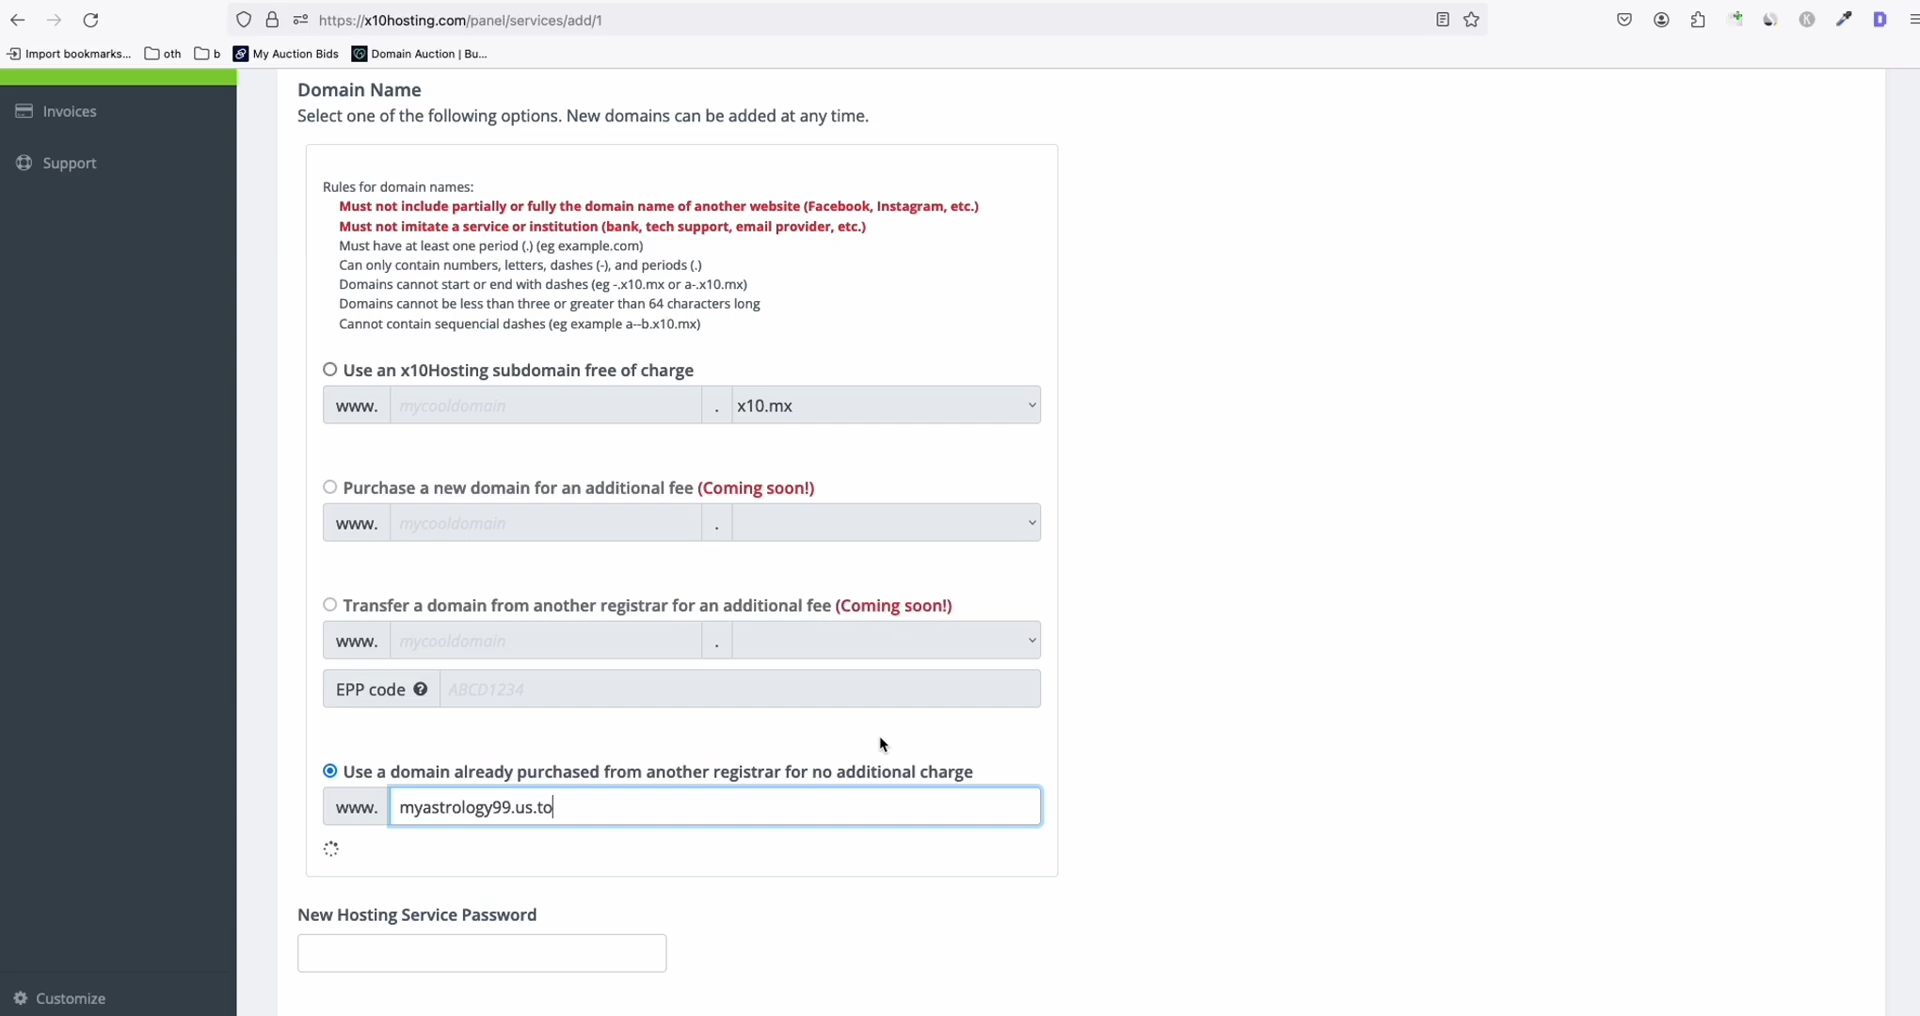 https://x10hosting.com/panel/services/add/1
Import bookmarks...
oth
b
My Auction Bids
Domain Auction | Bu...
K
D
Invoices
Support
Customize
Domain Name
Select one of the following options. New domains can be added at any time.
Rules for domain names:
Must not include partially or fully the domain name of another website (Facebook, Instagram, etc.)
Must not imitate a service or institution (bank, tech support, email provider, etc.)
Must have at least one period (.) (eg example.com)
Can only contain numbers, letters, dashes (-), and periods (.)
Domains cannot start or end with dashes (eg -.x10.mx or a-.x10.mx)
Domains cannot be less than three or greater than 64 characters long
Cannot contain sequencial dashes (eg example a--b.x10.mx)
Use an x10Hosting subdomain free of charge
www. mycooldomain . x10.mx
Purchase a new domain for an additional fee (Coming soon!)
www. mycooldomain .
Transfer a domain from another registrar for an additional fee (Coming soon!)
www. mycooldomain .
EPP code ? ABCD1234
Use a domain already purchased from another registrar for no additional charge
www. myastrology99.us.to
New Hosting Service Password